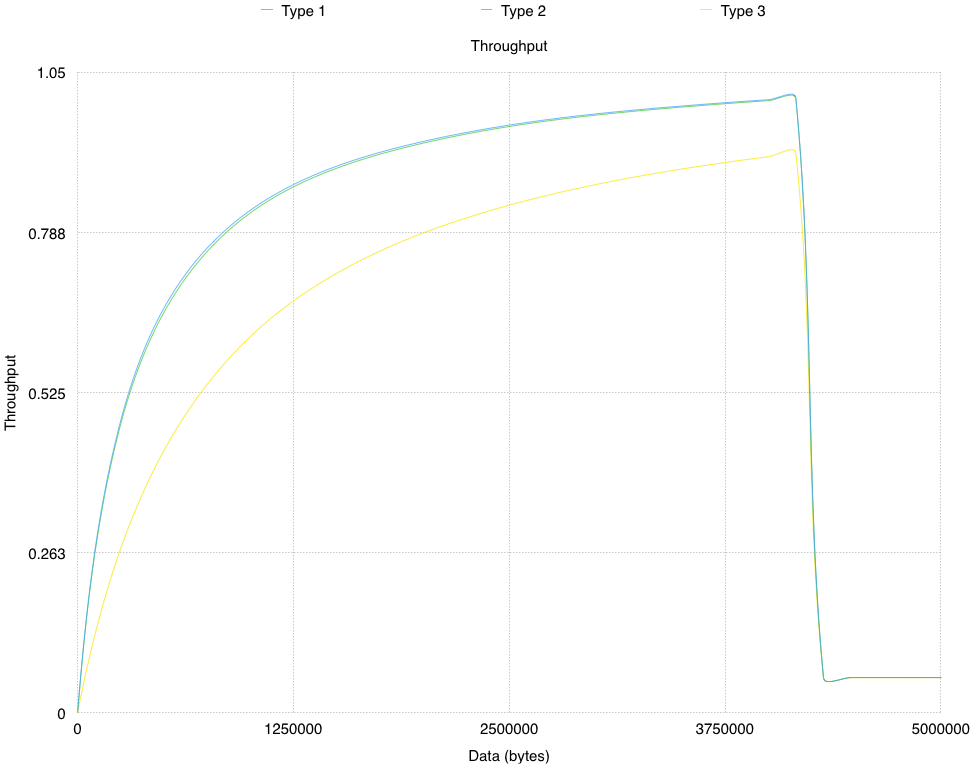 Type 1 Type 2 Type 3
Throughput
1.05
0.788
0.525
0.263
0
Throughput
0 1250000 2500000 3750000 5000000
Data (bytes)